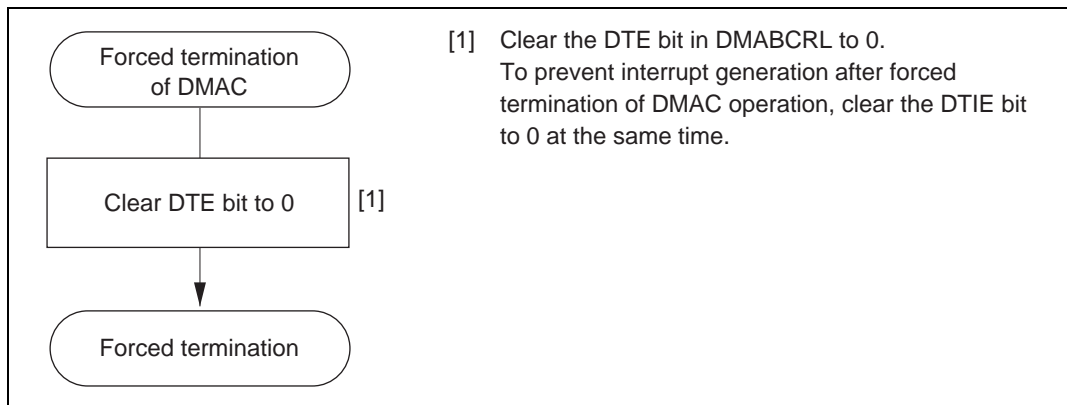 Forced termination
of DMAC
Clear DTE bit to 0
[1]
Forced termination
[1] Clear the DTE bit in DMABCRL to 0.
To prevent interrupt generation after forced
termination of DMAC operation, clear the DTIE bit
to 0 at the same time.